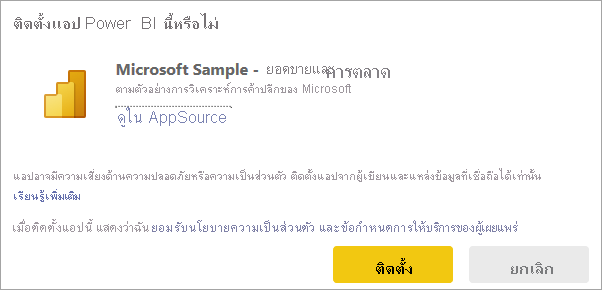 ติดตั้งแอป Power BI นี้หรือไม่
Microsoft Sample - ยอดขายและการตลาด
ตามตัวอย่างการวิเคราะห์การค้าปลีกของ Microsoft
ดูใน AppSource
แอปอาจมีความเสี่ยงด้านความปลอดภัยหรือความเป็นส่วนตัว ติดตั้งแอปจากผู้เขียนและแหล่งข้อมูลที่เชื่อถือได้เท่านั้น
เรียนรู้เพิ่มเติม
เมื่อติดตั้งแอปนี้ แสดงว่าฉันยอมรับนโยบายความเป็นส่วนตัว และข้อกำหนดการให้บริการของผู้เผยแพร่
ติดตั้ง
ยกเลิก